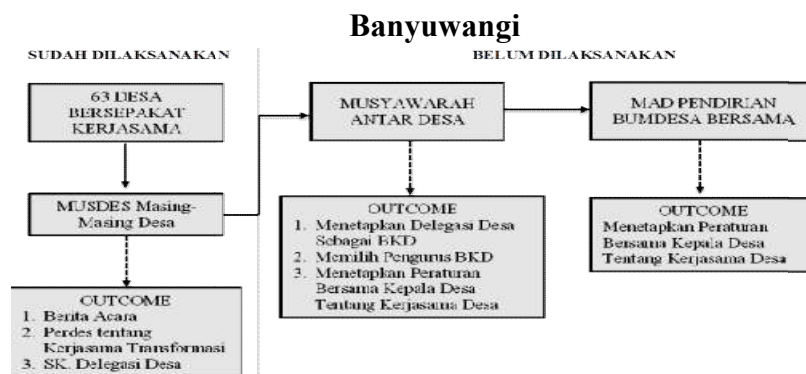 Banyuwangi
SUDAH DILAKSANAKAN
BELUM DILAKSANAKAN
63 DESA
BERSEPAKAT
KERJASAMA
MUSDES Masing-
Masing Desa
OUTCOME
1. Berita Acara
2. Perdes tentang
Kerjasama Transformasi
3. SK. Delegasi Desa
MUSYAWARAH
ANTAR DESA
OUTCOME
1. Menetapkan Delegasi Desa
Sebagai BKD
2. Memilih Pengurus BKD
3. Menetapkan Peraturan
Bersama Kepala Desa
Tentang Kerjasama Desa
MAD PENDIRIAN
BUMDESA BERSAMA
OUTCOME
Menetapkan Peraturan
Bersama Kepala Desa
Tentang Kerjasama Desa